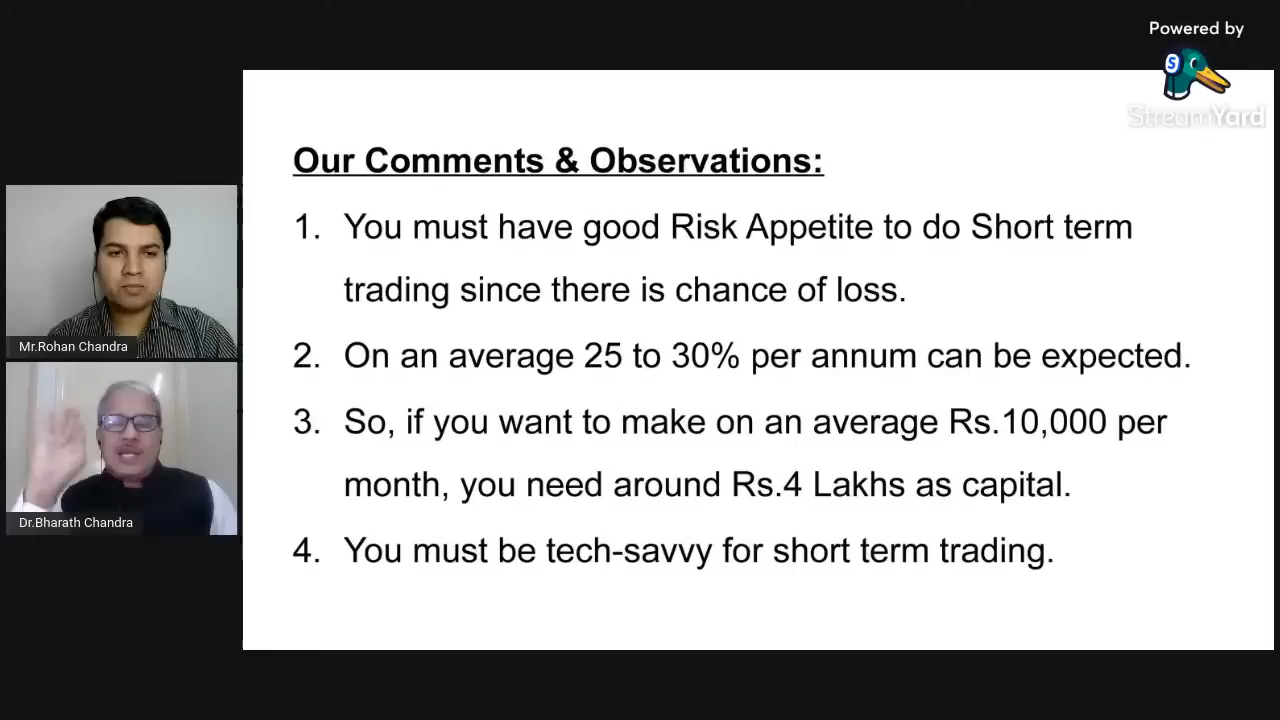 Powered by
S
StreamYard
Our Comments & Observations:
1. You must have good Risk Appetite to do Short term
trading since there is chance of loss.
2. On an average 25 to 30% per annum can be expected.
3. So, if you want to make on an average Rs.10,000 per
month, you need around Rs.4 Lakhs as capital.
4. You must be tech-savvy for short term trading.
Mr.Rohan Chandra
Dr.Bharath Chandra